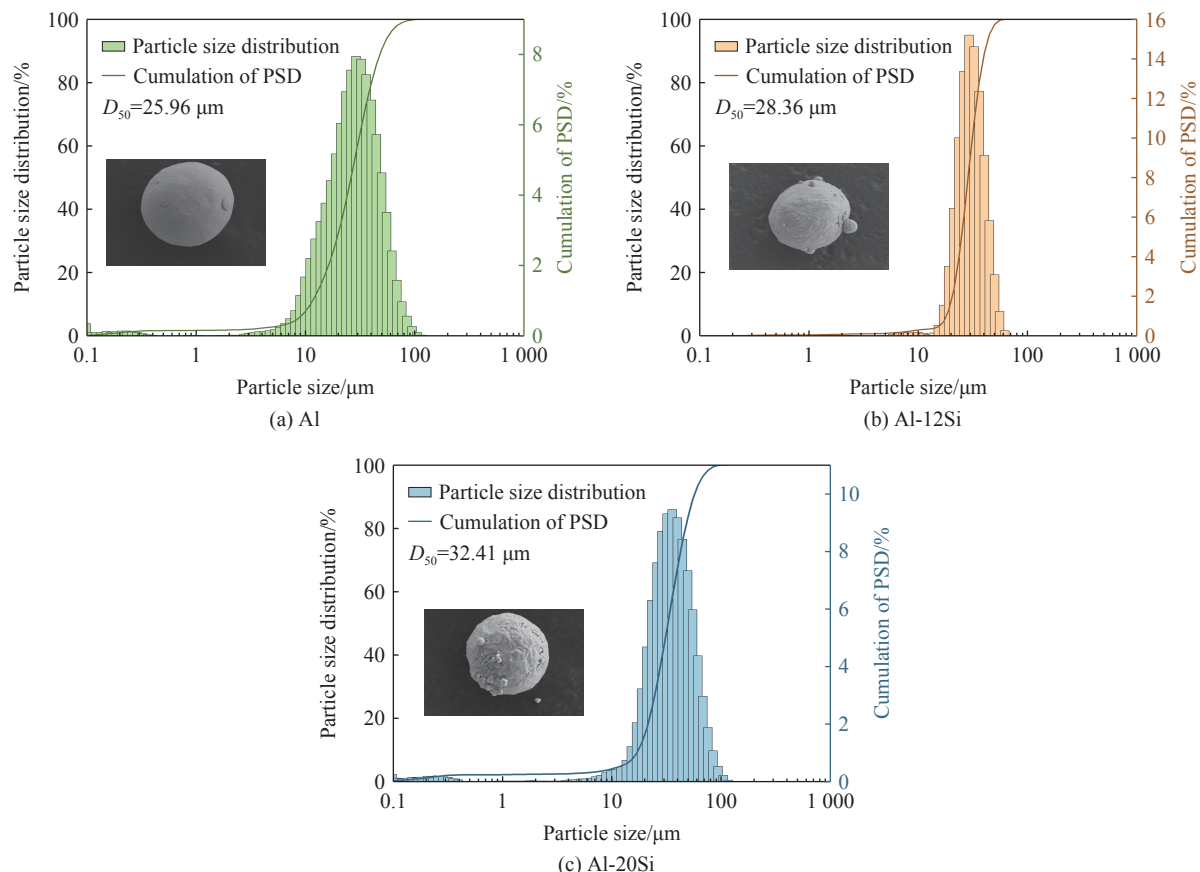 100
80
60
40
20
0
Particle size distribution/%
Particle size distribution
Cumulation of PSD
D₅₀=25.96 μm
8
6
4
2
0
Cumulation of PSD/%
0.1 1 10 100 1 000
Particle size/μm
(a) Al
100
80
60
40
20
0
Particle size distribution/%
Particle size distribution
Cumulation of PSD
D₅₀=28.36 μm
16
14
12
10
8
6
4
2
0
Cumulation of PSD/%
0.1 1 10 100 1 000
Particle size/μm
(b) Al-12Si
100
80
60
40
20
0
Particle size distribution/%
Particle size distribution
Cumulation of PSD
D₅₀=32.41 μm
10
8
6
4
2
0
Cumulation of PSD/%
0.1 1 10 100 1 000
Particle size/μm
(c) Al-20Si